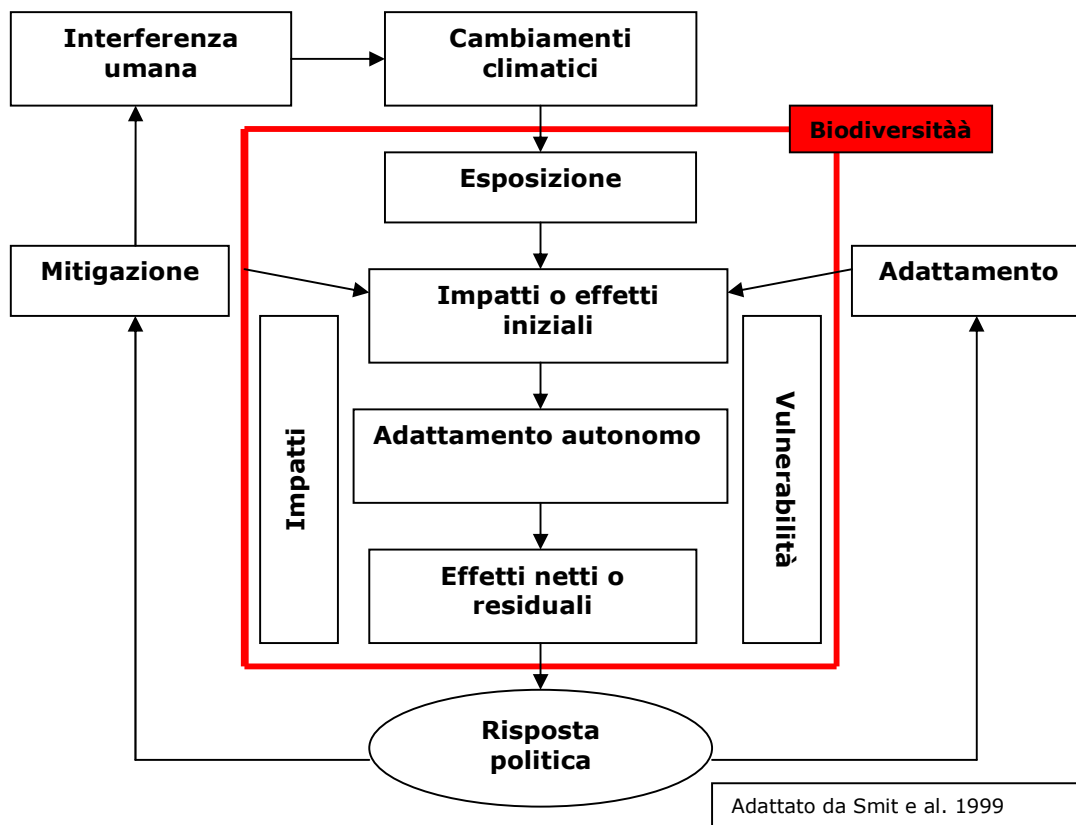 Interferenza
umana
Cambiamenti
climatici
Biodiversitàà
Esposizione
Mitigazione
Impatti o effetti
iniziali
Adattamento
Impatti
Adattamento autonomo
Vulnerabilità
Effetti netti o
residuali
Risposta
politica
Adattato da Smit e al. 1999